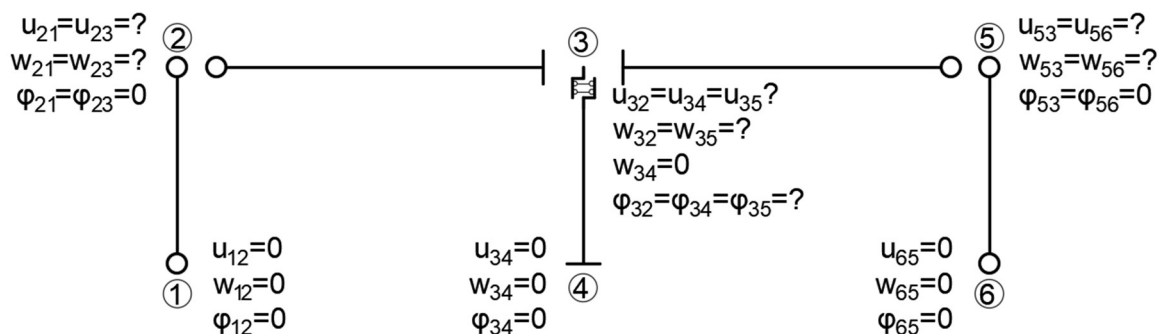 u₂₁=u₂₃=?
w₂₁=w₂₃=?
φ₂₁=φ₂₃=0
②
③
u₃₂=u₃₄=u₃₅?
w₃₂=w₃₅=?
w₃₄=0
φ₃₂=φ₃₄=φ₃₅=?
⑤
u₅₃=u₅₆=?
w₅₃=w₅₆=?
φ₅₃=φ₅₆=0
u₁₂=0
w₁₂=0
φ₁₂=0
①
u₃₄=0
w₃₄=0
φ₃₄=0
④
u₆₅=0
w₆₅=0
φ₆₅=0
⑥